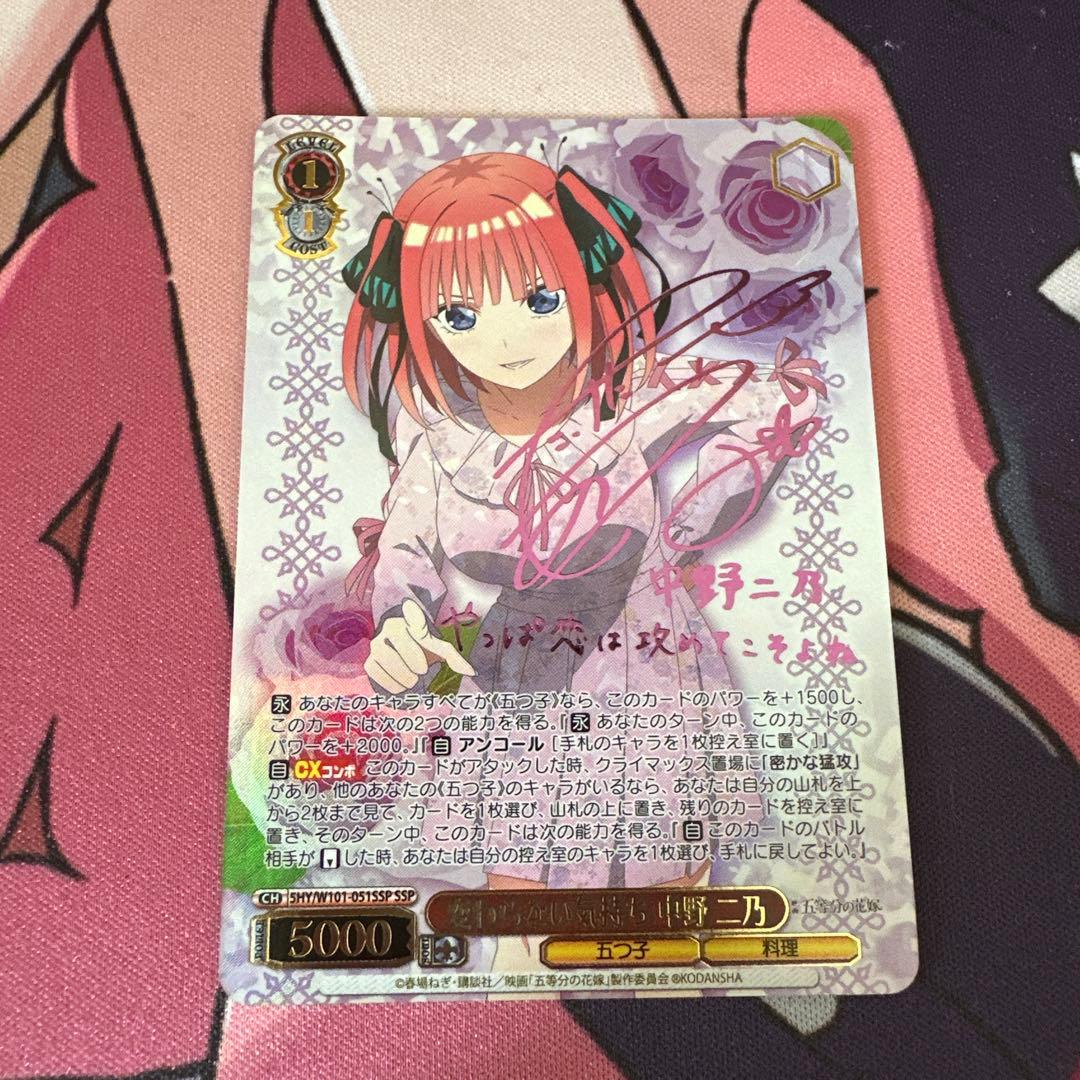 LEVEL
1
1
COST
中野二乃
やっぱ恋は攻めてこそよね
永 あなたのキャラすべてが《五つ子》なら、このカードのパワーを+1500し、
このカードは次の2つの能力を得る。『永 あなたのターン中、このカードの
パワーを+2000。』『自 アンコール [手札のキャラを1枚控え室に置く]』
自 CXコンボ このカードがアタックした時、クライマックス置場に「密かな猛攻」
があり、他のあなたの《五つ子》のキャラがいるなら、あなたは自分の山札を上
から2枚まで見て、カードを1枚選び、山札の上に置き、残りのカードを控え室に
置き、そのターン中、このカードは次の能力を得る。『自 このカードのバトル
相手が した時、あなたは自分の控え室のキャラを1枚選び、手札に戻してよい。』
CH 5HY/W101-051SSP SSP
変わらない気持ち 中野 二乃
五等分の花嫁
POWER 5000 SOUL
五つ子 料理
©春場ねぎ・講談社／映画「五等分の花嫁」製作委員会 ®KODANSHA